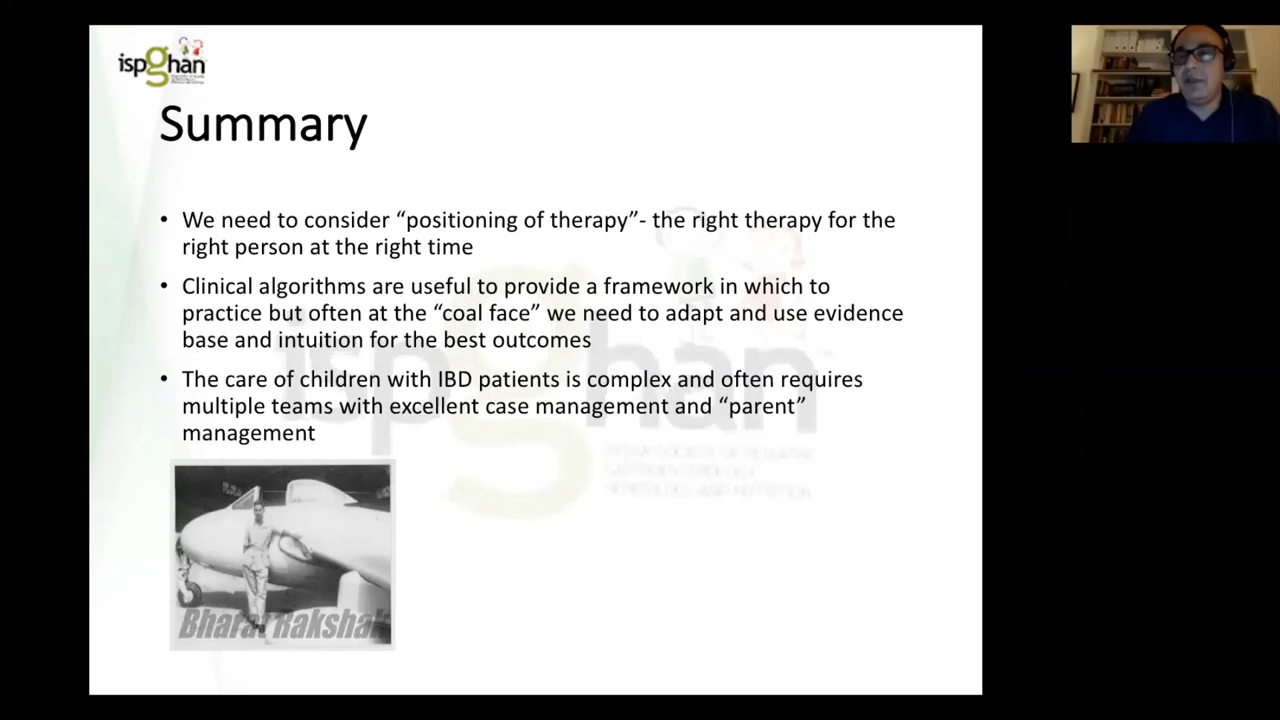 ispghan
Summary
• We need to consider “positioning of therapy”- the right therapy for the
right person at the right time
• Clinical algorithms are useful to provide a framework in which to
practice but often at the “coal face” we need to adapt and use evidence
base and intuition for the best outcomes
• The care of children with IBD patients is complex and often requires
multiple teams with excellent case management and “parent”
management
ispghan
Bharat Rakshak